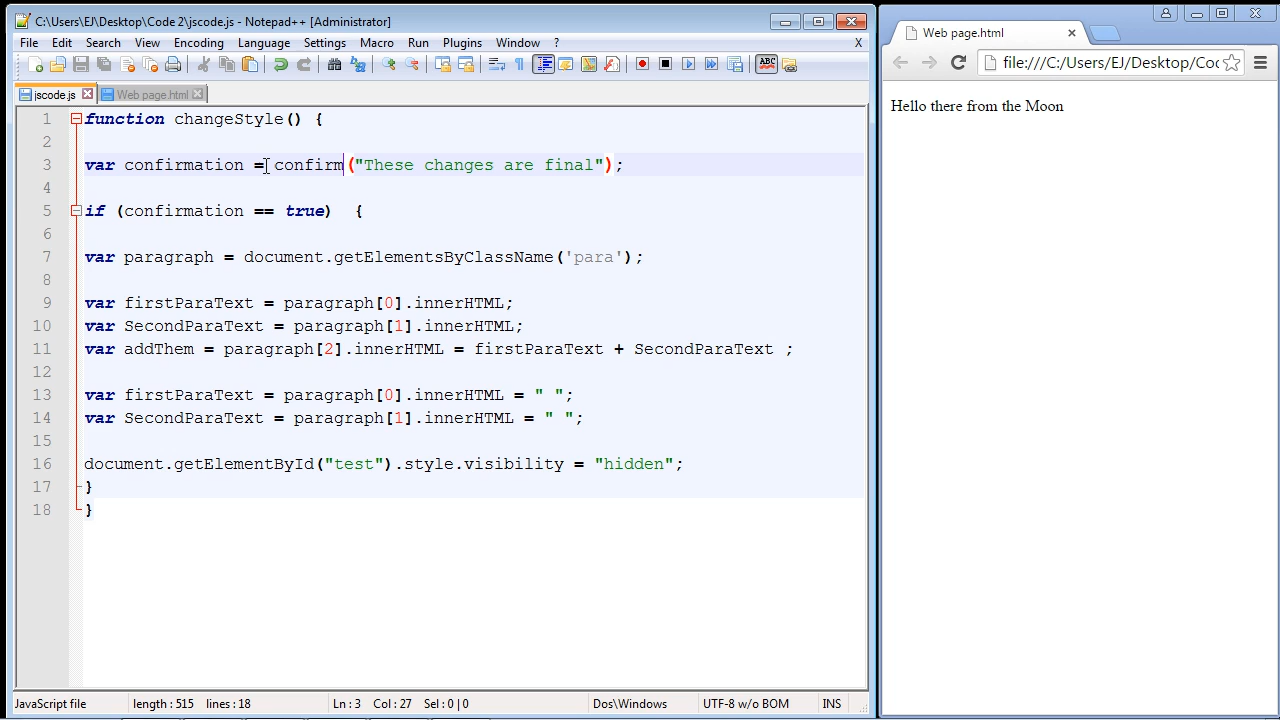 C:\Users\EJ\Desktop\Code 2\jscode.js - Notepad++ [Administrator]
File Edit Search View Encoding Language Settings Macro Run Plugins Window ? X
ABC
jscode.js Web page.html
1 function changeStyle() {
2
3 var confirmation = confirm("These changes are final");
4
5 if (confirmation == true)  {
6
7 var paragraph = document.getElementsByClassName('para');
8
9 var firstParaText = paragraph[0].innerHTML;
10 var SecondParaText = paragraph[1].innerHTML;
11 var addThem = paragraph[2].innerHTML = firstParaText + SecondParaText ;
12
13 var firstParaText = paragraph[0].innerHTML = " ";
14 var SecondParaText = paragraph[1].innerHTML = " ";
15
16 document.getElementById("test").style.visibility = "hidden";
17 }
18 }
JavaScript file length : 515 lines : 18 Ln : 3 Col : 27 Sel : 0 | 0 Dos\Windows UTF-8 w/o BOM INS
Web page.html
file:///C:/Users/EJ/Desktop/Coc
Hello there from the Moon